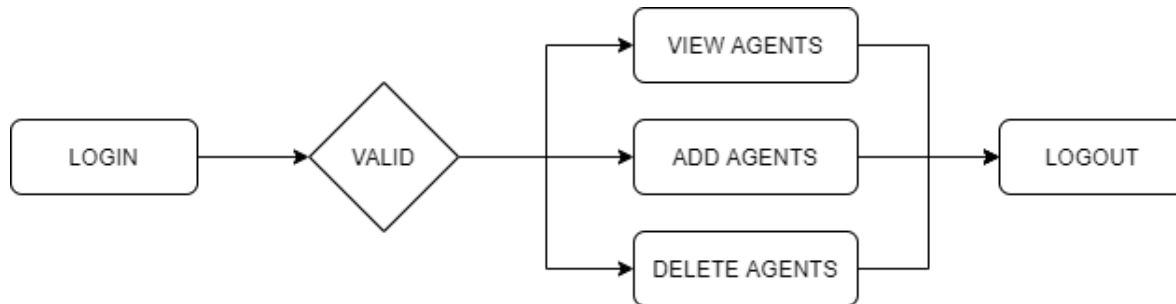 LOGIN
VALID
VIEW AGENTS
ADD AGENTS
DELETE AGENTS
LOGOUT